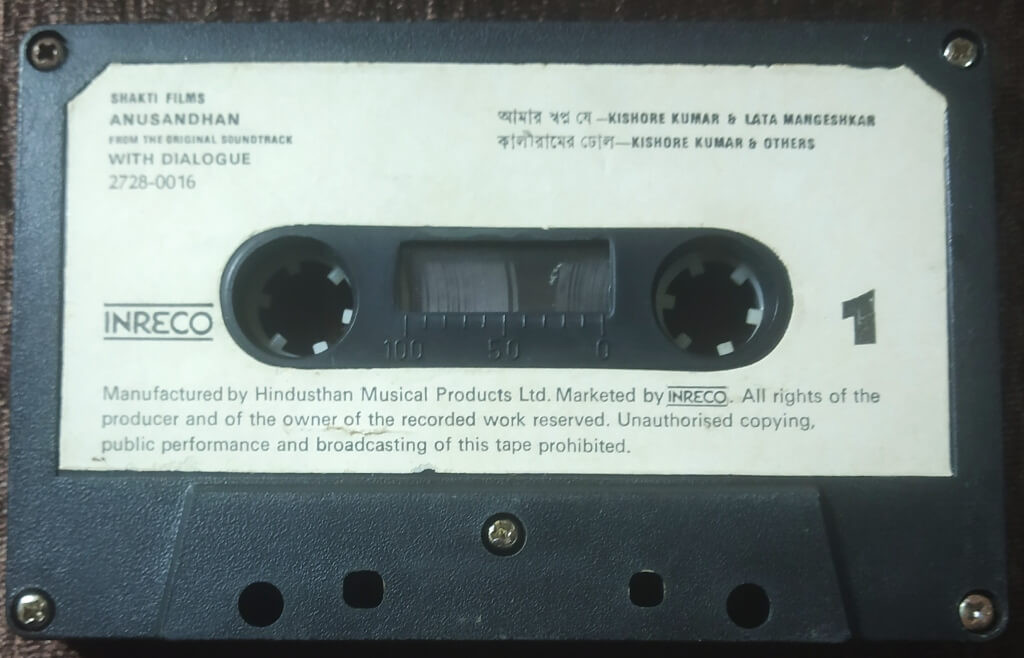 SHAKTI FILMS
ANUSANDHAN
FROM THE ORIGINAL SOUNDTRACK
WITH DIALOGUE
2728-0016
আমার স্বপ্ন যে—KISHORE KUMAR & LATA MANGESHKAR
কালীরামের ঢোল—KISHORE KUMAR & OTHERS
INRECO
100 50 0
1
Manufactured by Hindusthan Musical Products Ltd. Marketed by INRECO. All rights of the
producer and of the owner of the recorded work reserved. Unauthorised copying,
public performance and broadcasting of this tape prohibited.